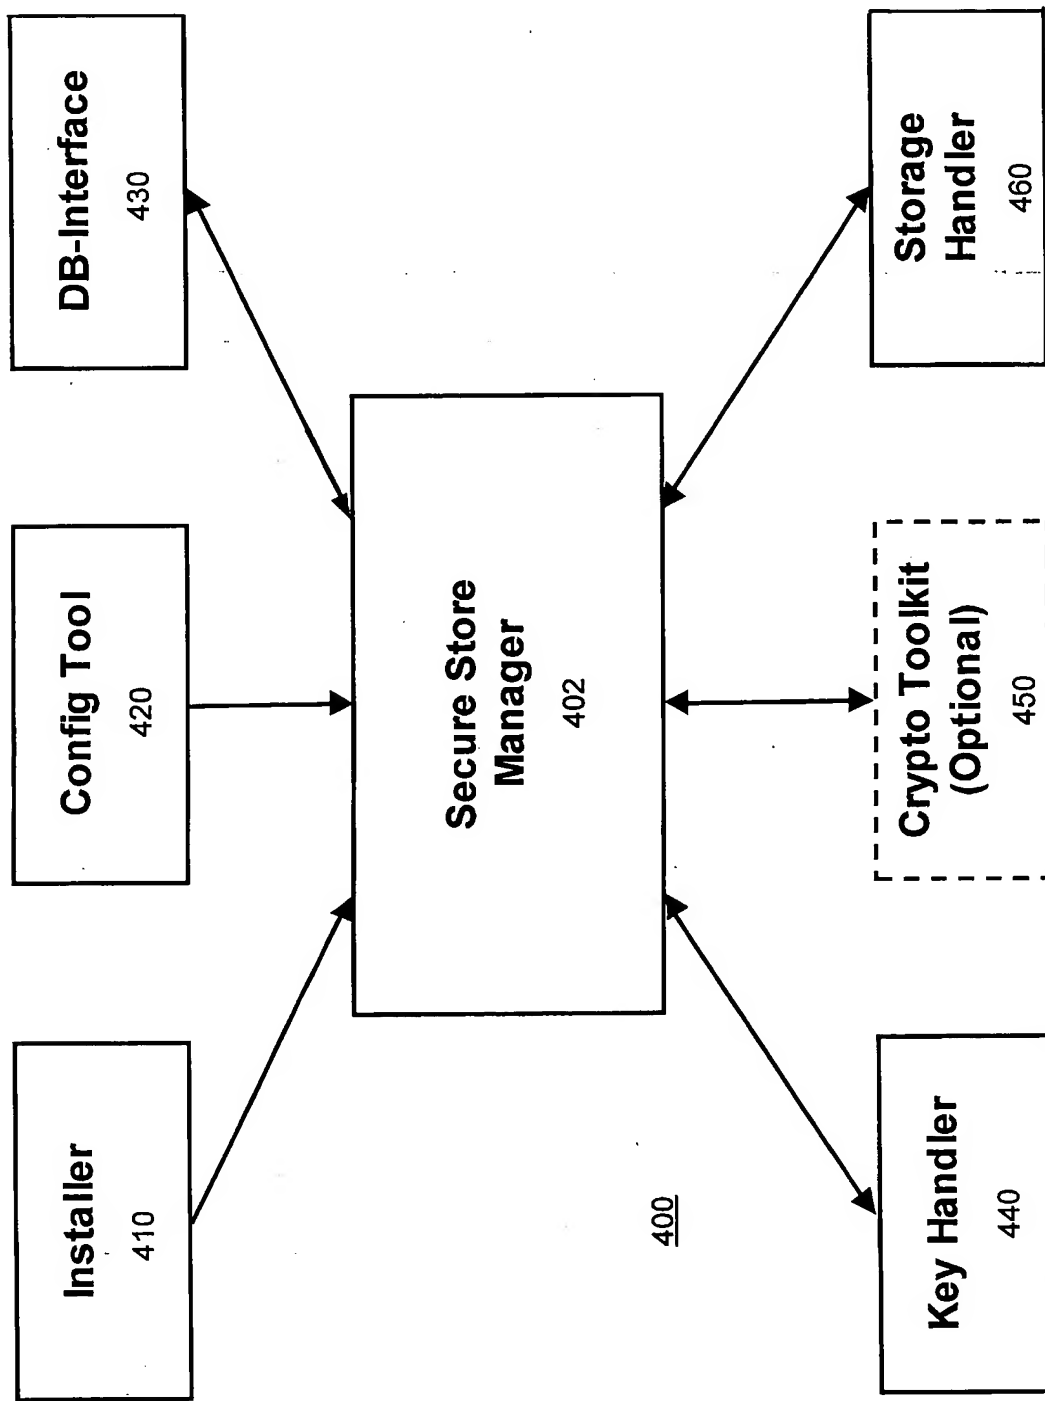 Installer
410
Config Tool
420
DB-Interface
430
Secure Store
Manager
402
400
Key Handler
440
Crypto Toolkit
(Optional)
450
Storage
Handler
460